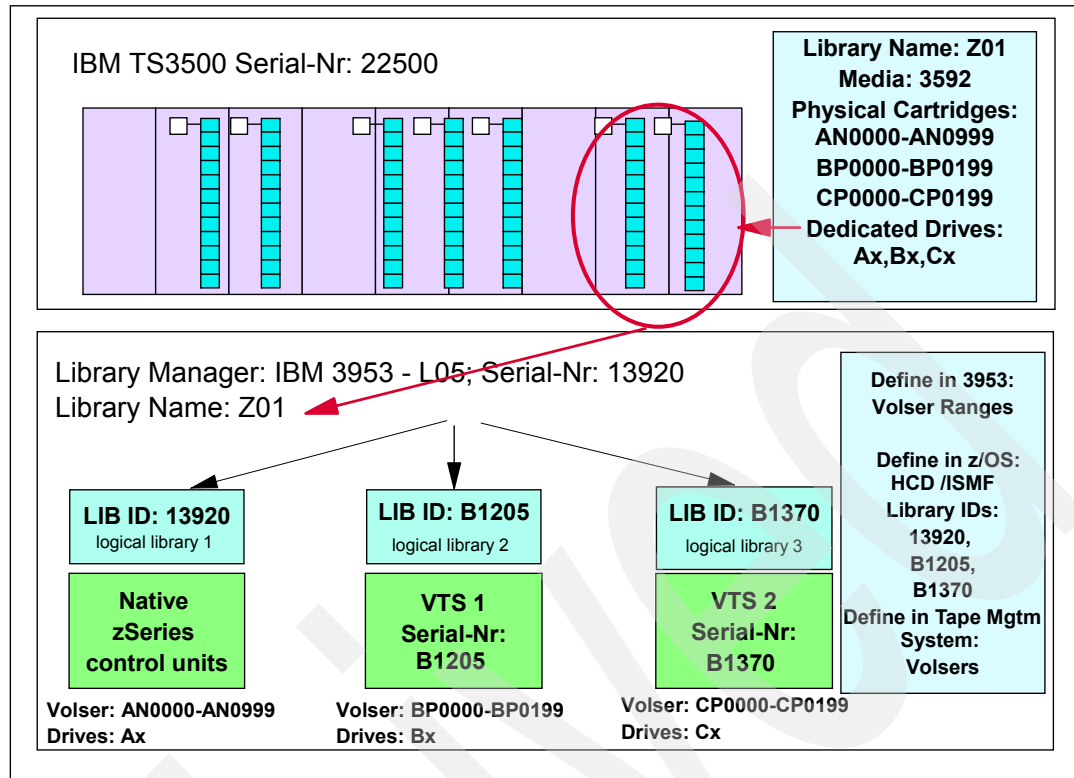 IBM TS3500 Serial-Nr: 22500
Library Name: Z01
Media: 3592
Physical Cartridges:
AN0000-AN0999
BP0000-BP0199
CP0000-CP0199
Dedicated Drives:
Ax,Bx,Cx
Library Manager: IBM 3953 - L05; Serial-Nr: 13920
Library Name: Z01
LIB ID: 13920
logical library 1
Native
zSeries
control units
Volser: AN0000-AN0999
Drives: Ax
LIB ID: B1205
logical library 2
VTS 1
Serial-Nr:
B1205
Volser: BP0000-BP0199
Drives: Bx
LIB ID: B1370
logical library 3
VTS 2
Serial-Nr:
B1370
Volser: CP0000-CP0199
Drives: Cx
Define in 3953:
Volser Ranges
Define in z/OS:
HCD /ISMF
Library IDs:
13920,
B1205,
B1370
Define in Tape Mgtm
System:
Volsers